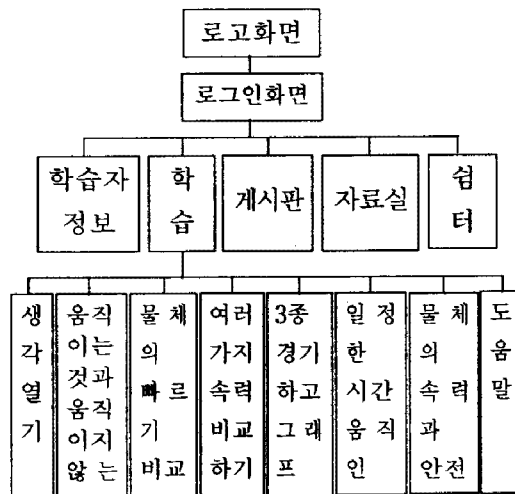 로고화면
로그인화면
학습자
정보
학
습
게시판
자료실
쉼
터
생
각
열
기
움직
이는
것과
움직
이지
않는
물체
의
빠르
기
비교
여러
가지
속력
비교
하기
3종
경기
하고
그래
프
일정
한
시간
움직
인
물체
의
속력
과
안전
도
움
말